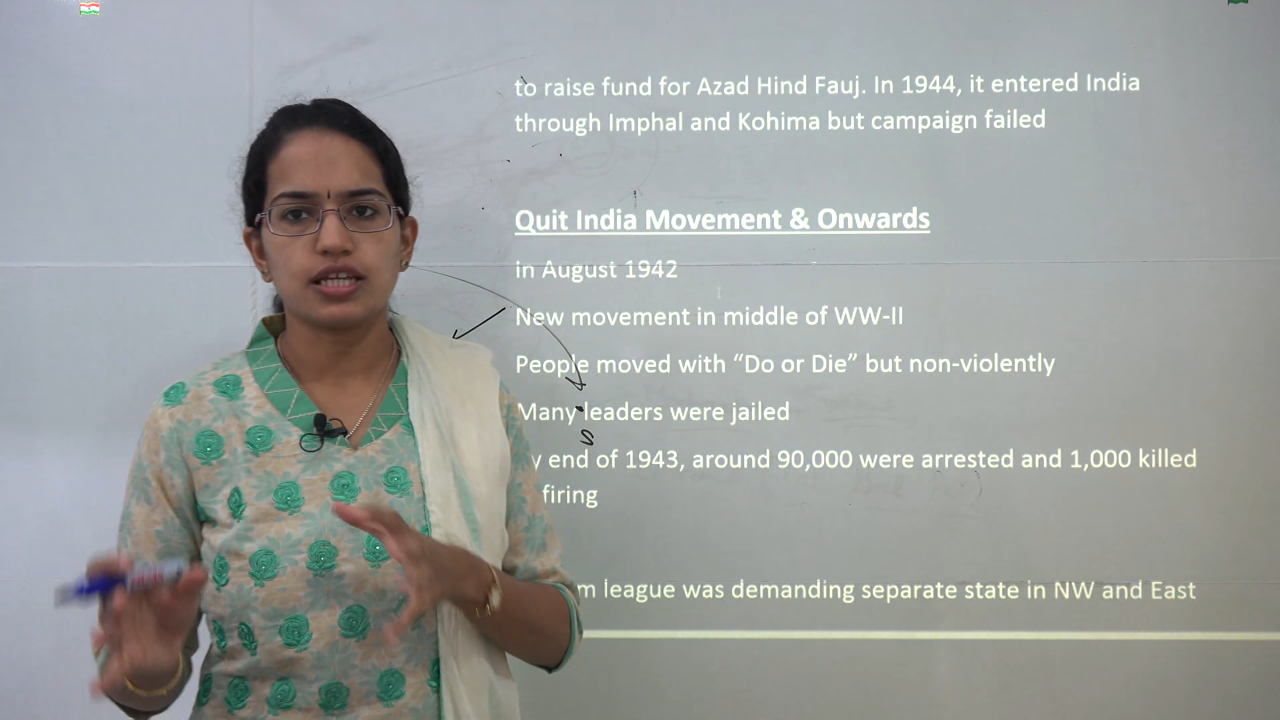 to raise fund for Azad Hind Fauj. In 1944, it entered India
through Imphal and Kohima but campaign failed
Quit India Movement & Onwards
in August 1942
New movement in middle of WW-II
People moved with “Do or Die” but non-violently
Many leaders were jailed
end of 1943, around 90,000 were arrested and 1,000 killed
firing
league was demanding separate state in NW and East